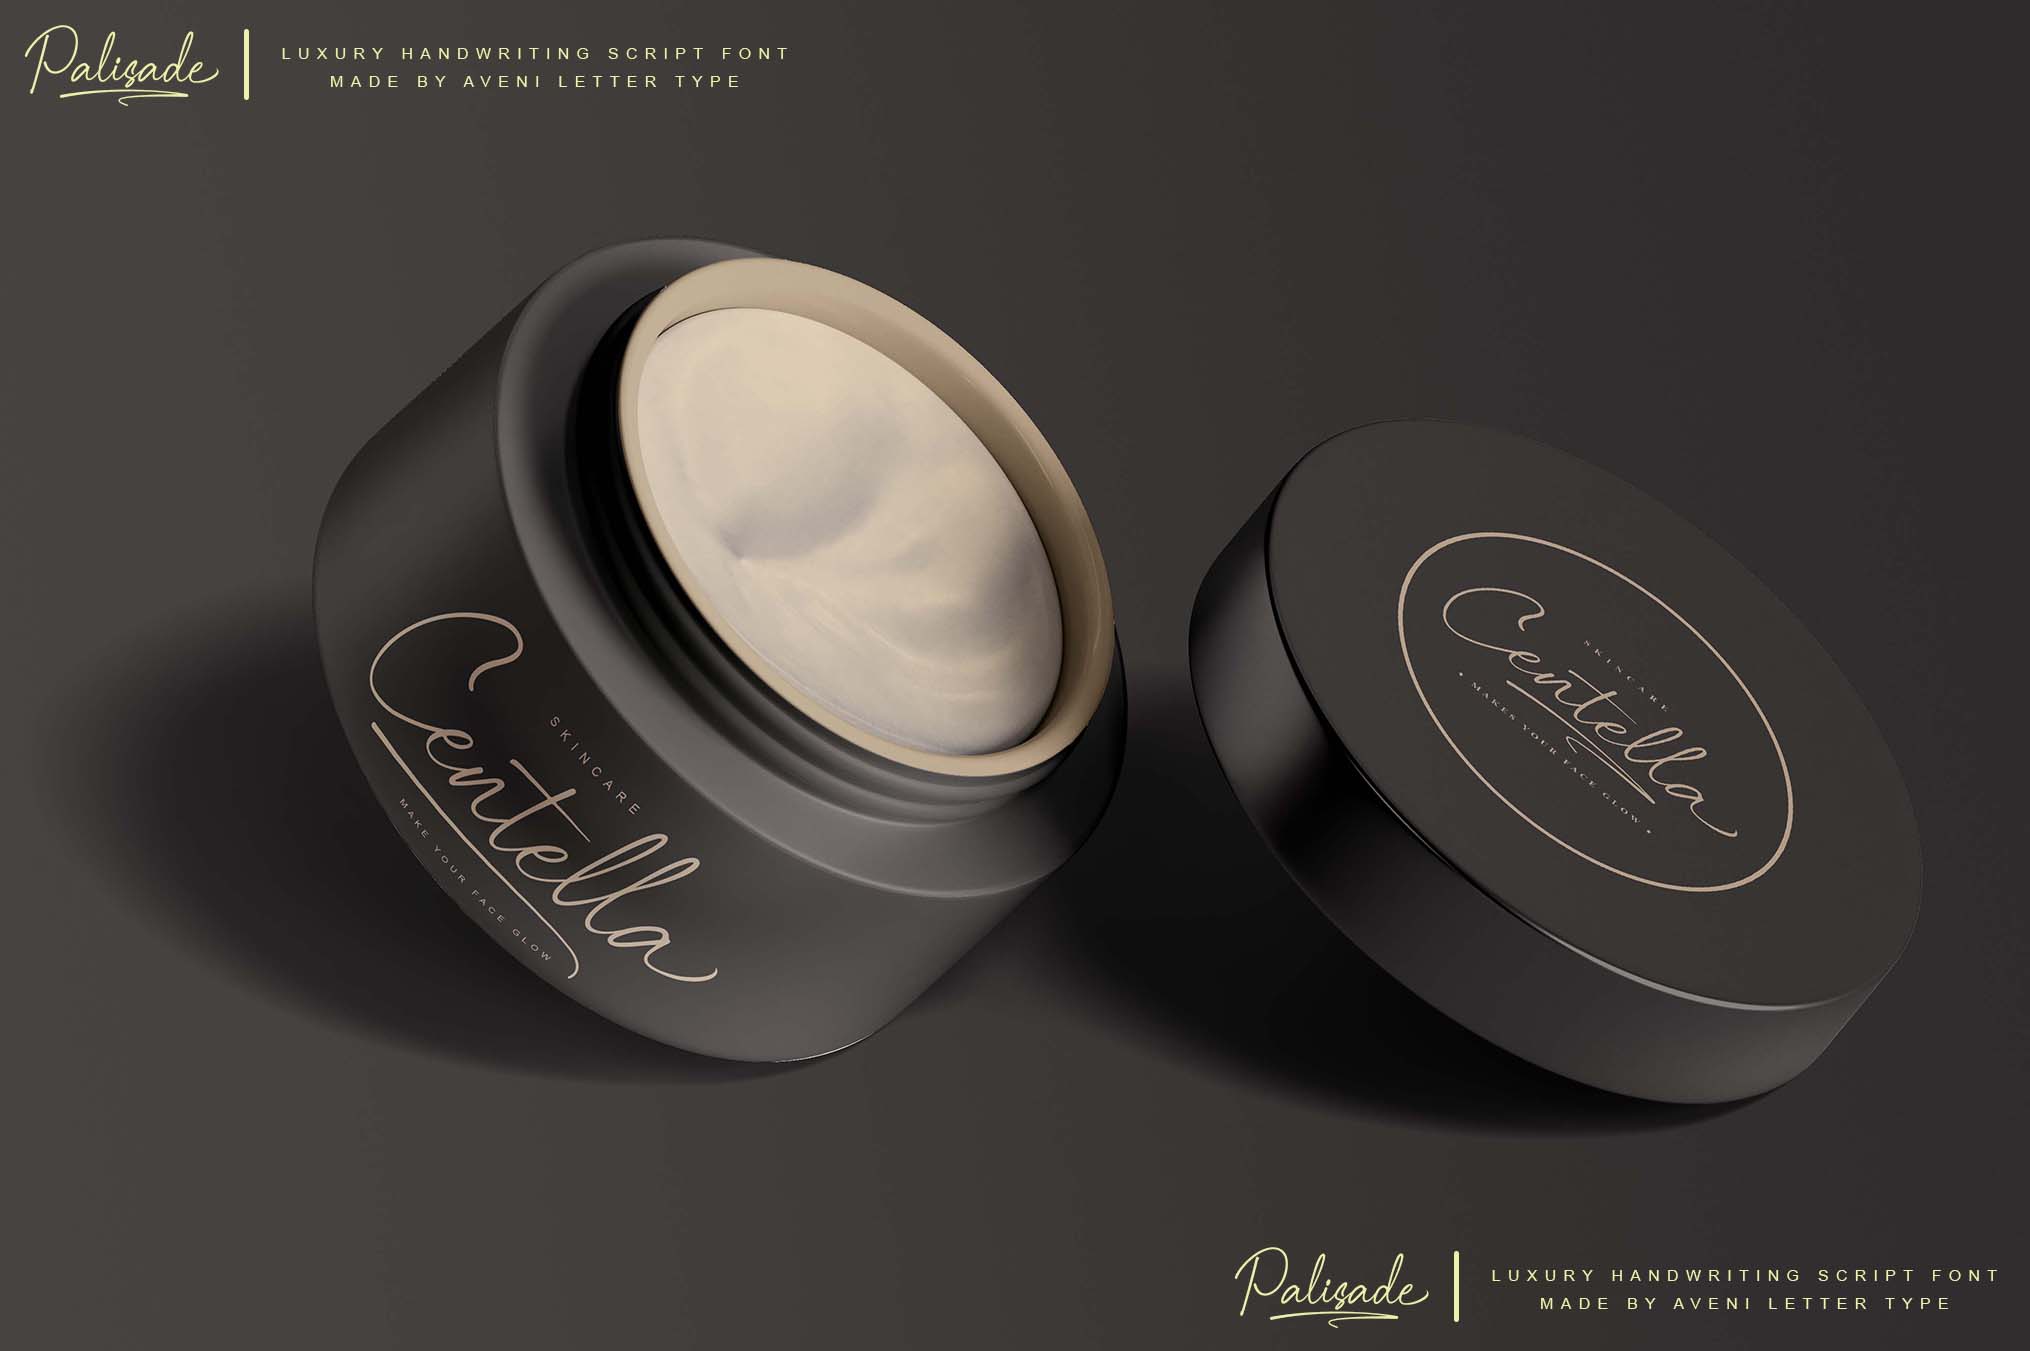 Palisade
LUXURY HANDWRITING SCRIPT FONT
MADE BY AVENI LETTER TYPE
SKINCARE
Centella
MAKE YOUR FACE GLOW
SKINCARE
Centella
• MAKES YOUR FACE GLOW •
Palisade
LUXURY HANDWRITING SCRIPT FONT
MADE BY AVENI LETTER TYPE